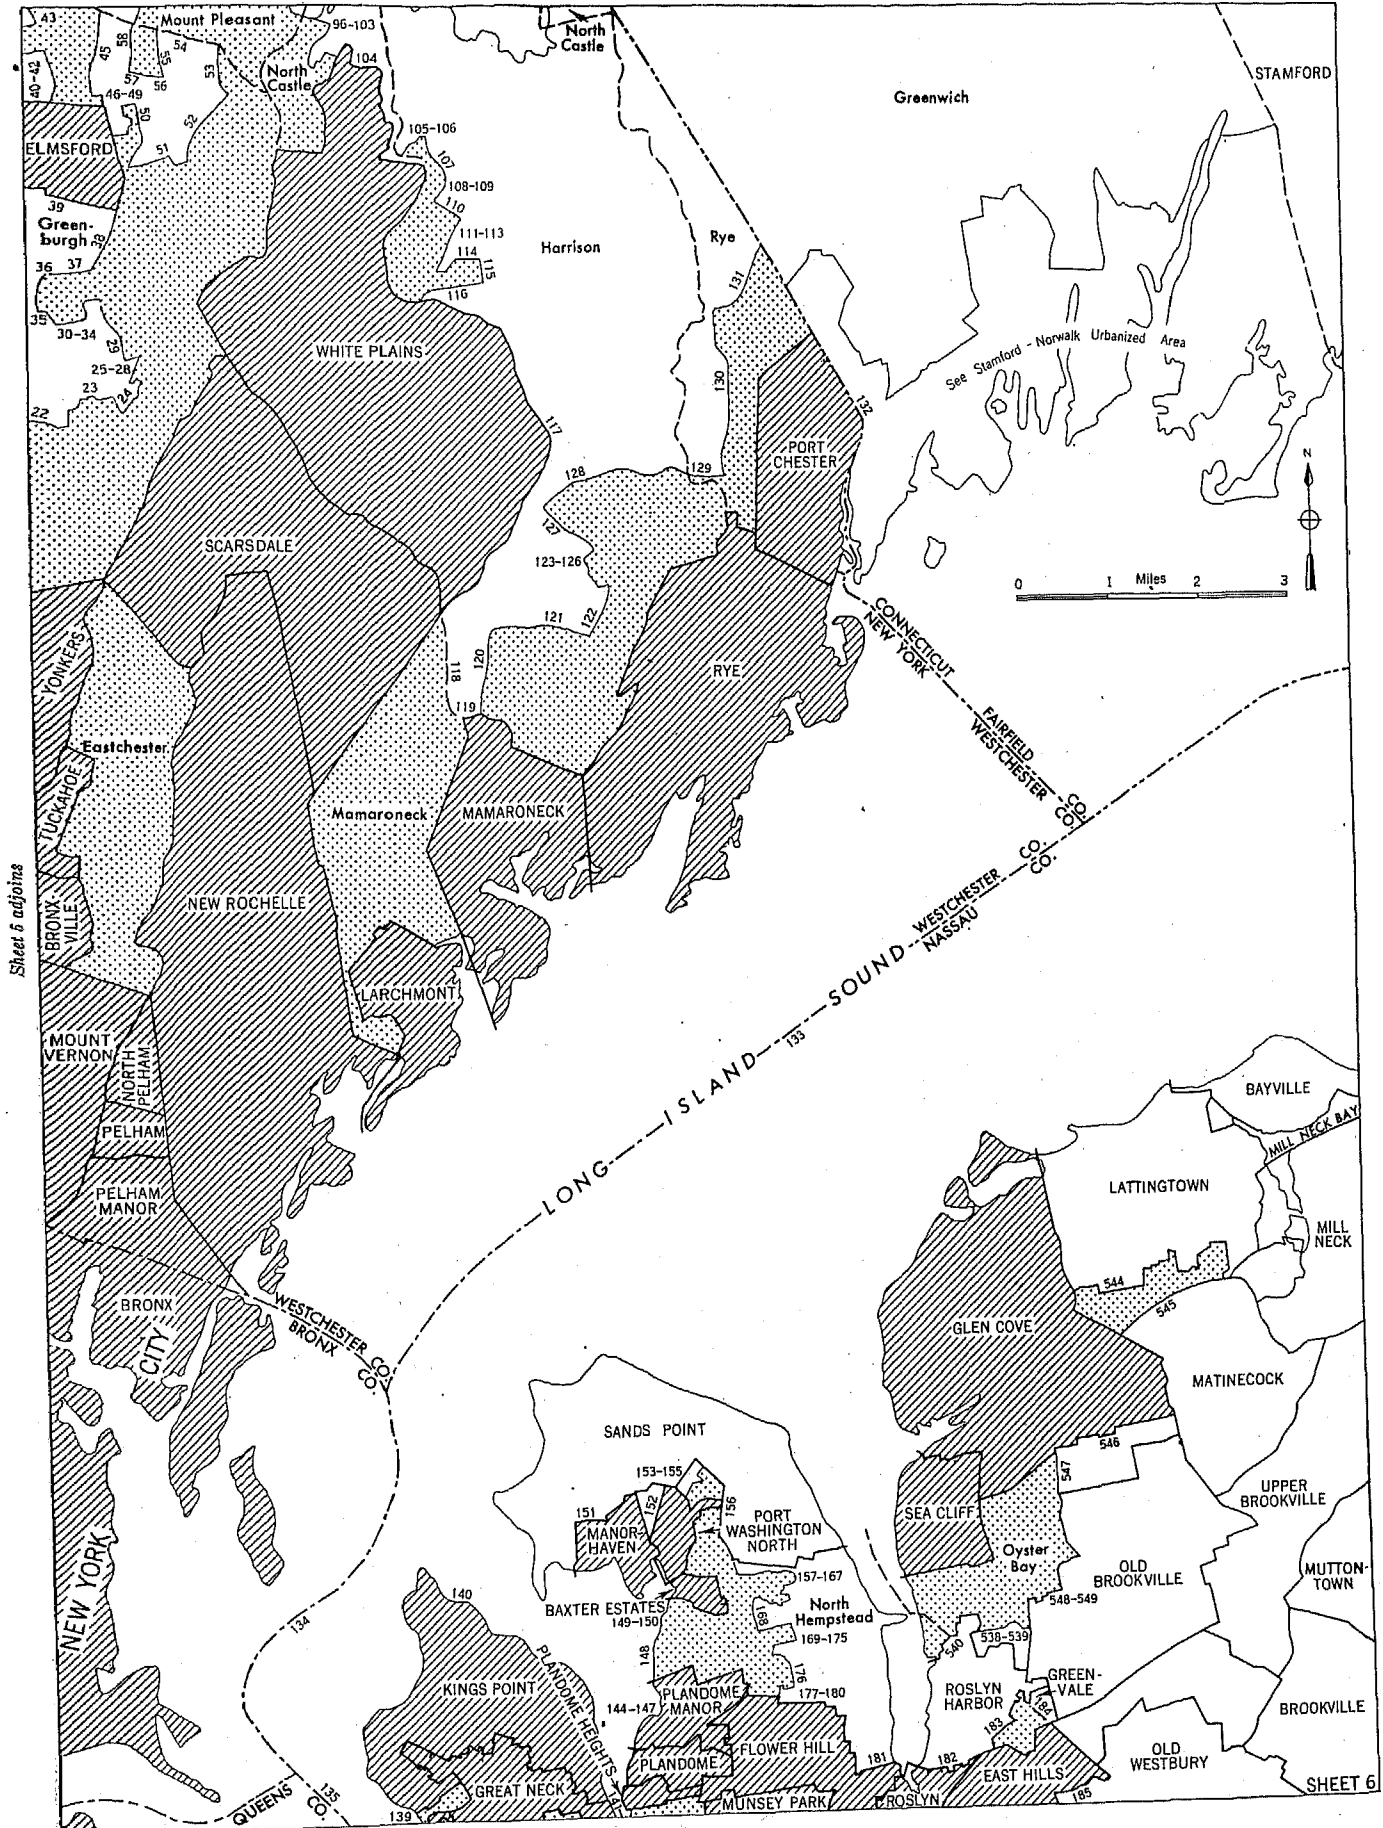 43
45
58
Mount Pleasant
54
55
53
96-103
104
North
Castle
North
Castle
40-42
57
56
46-49
50
52
51
ELMSFORD
39
Green-
burgh
38
36
37
35
30-34
29
25-28
24
23
22
105-106
107
108-109
110
111-113
114
115
116
Harrison
Rye
131
130
129
132
Greenwich
STAMFORD
See Stamford - Norwalk Urbanized Area
WHITE PLAINS
117
PORT
CHESTER
128
127
123-126
122
121
120
118
119
SCARSDALE
N
0 1 Miles 2 3
YONKERS
Eastchester
TUCKAHOE
BRONX-
VILLE
RYE
CONNECTICUT
NEW YORK
FAIRFIELD CO.
WESTCHESTER CO.
Mamaroneck
MAMARONECK
NEW ROCHELLE
LARCHMONT
Sheet 5 adjoins
WESTCHESTER CO.
NASSAU CO.
LONG ISLAND SOUND
133
MOUNT
VERNON
NORTH
PELHAM
PELHAM
PELHAM
MANOR
BRONX
WESTCHESTER CO.
BRONX CO.
NEW YORK CITY
134
135
QUEENS CO.
BAYVILLE
MILL NECK BAY
LATTINGTOWN
MILL
NECK
544
545
GLEN COVE
MATINECOCK
546
547
SANDS POINT
153-155
152
151
156
MANOR-
HAVEN
PORT
WASHINGTON
NORTH
SEA CLIFF
UPPER
BROOKVILLE
Oyster
Bay
OLD
BROOKVILLE
MUTTON-
TOWN
140
BAXTER ESTATES
149-150
157-167
North
Hempstead
168
169-175
548-549
538-539
540
148
176
177-180
PLANDOME HEIGHTS
KINGS POINT
144-147
PLANDOME
MANOR
ROSLYN
HARBOR
GREEN-
VALE
184
183
BROOKVILLE
FLOWER HILL
PLANDOME
181
182
OLD
WESTBURY
GREAT NECK
EAST HILLS
139
MUNSEY PARK
ROSLYN
185
SHEET 6